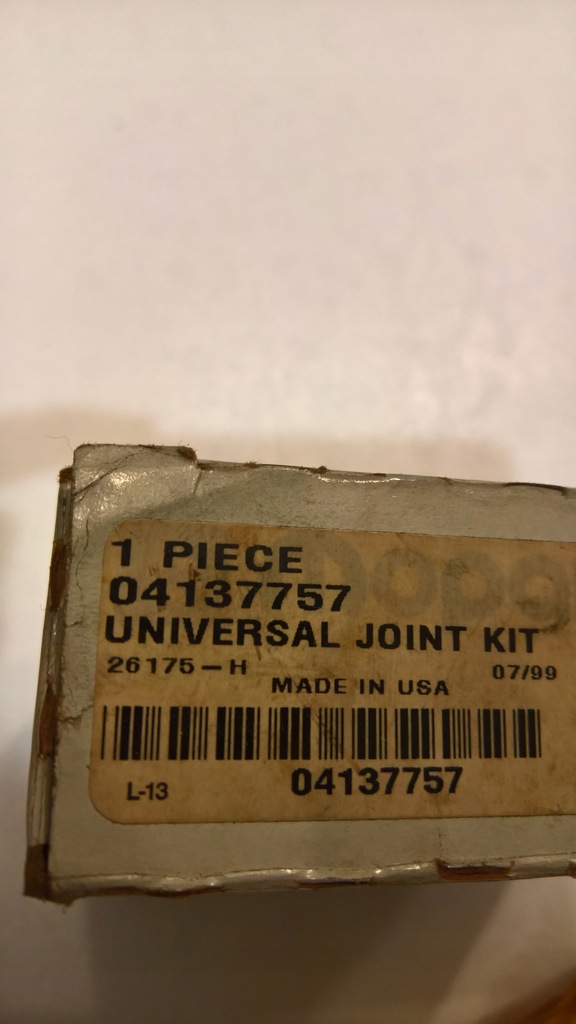 1 PIECE
04137757
UNIVERSAL JOINT KIT
26175-H 07/99
MADE IN USA
L-13 04137757